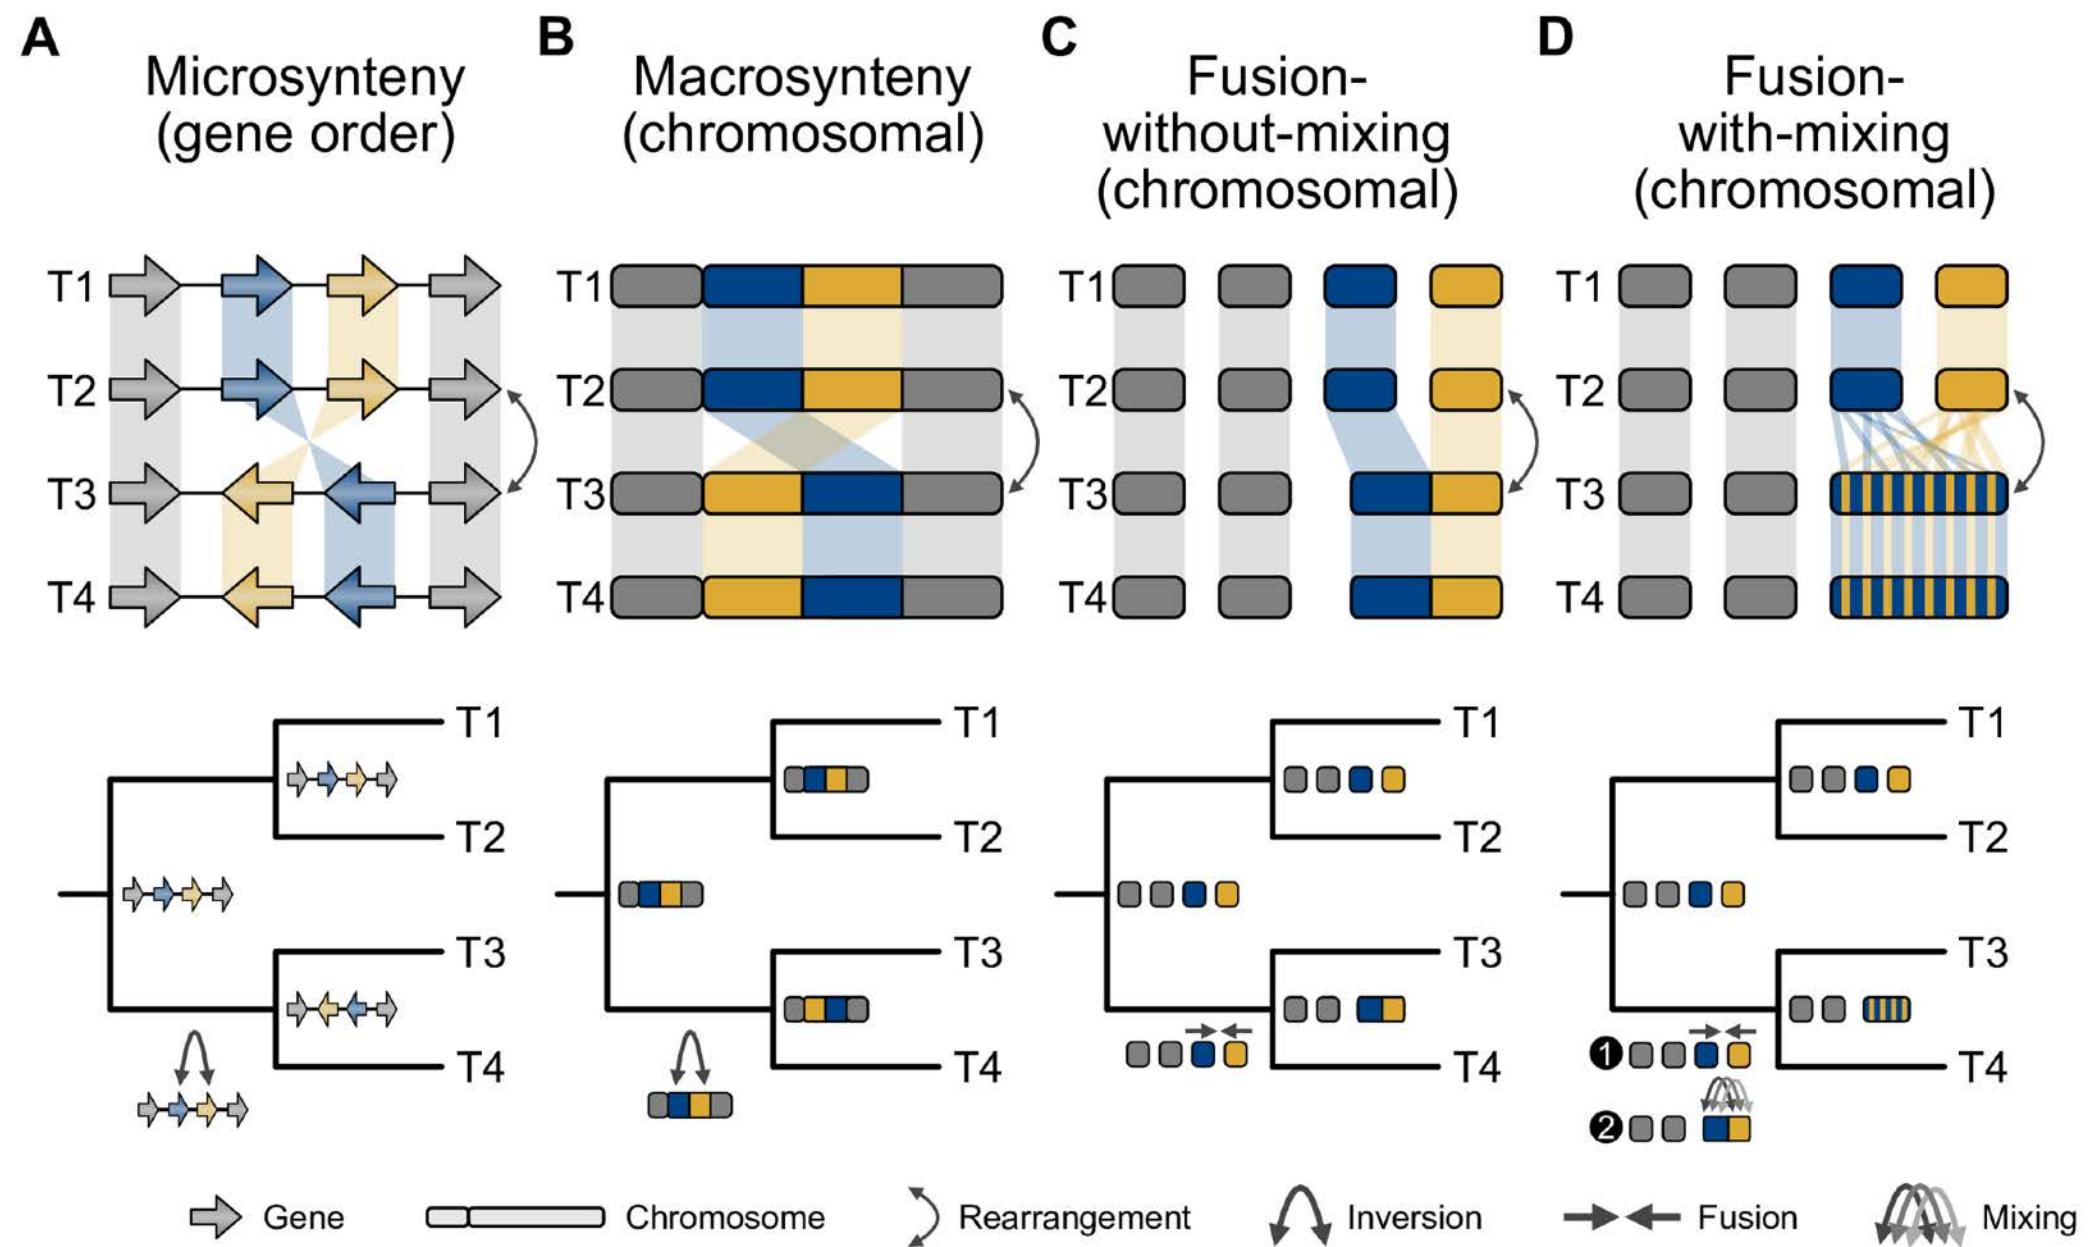 A
Microsynteny
(gene order)
T1
T2
T3
T4
T1
T2
T3
T4
B
Macrosynteny
(chromosomal)
T1
T2
T3
T4
T1
T2
T3
T4
C
Fusion-
without-mixing
(chromosomal)
T1
T2
T3
T4
T1
T2
T3
T4
D
Fusion-
with-mixing
(chromosomal)
T1
T2
T3
T4
T1
T2
T3
T4
1
2
Gene
Chromosome
Rearrangement
Inversion
Fusion
Mixing